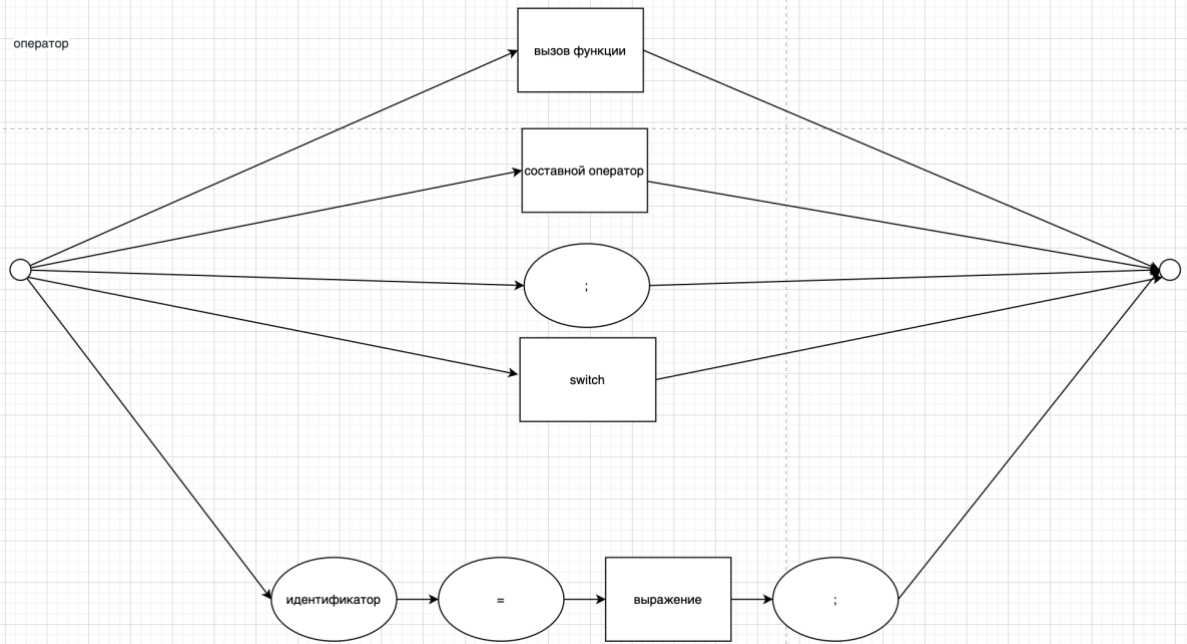 оператор
вызов функции
составной оператор
;
switch
идентификатор
=
выражение
;